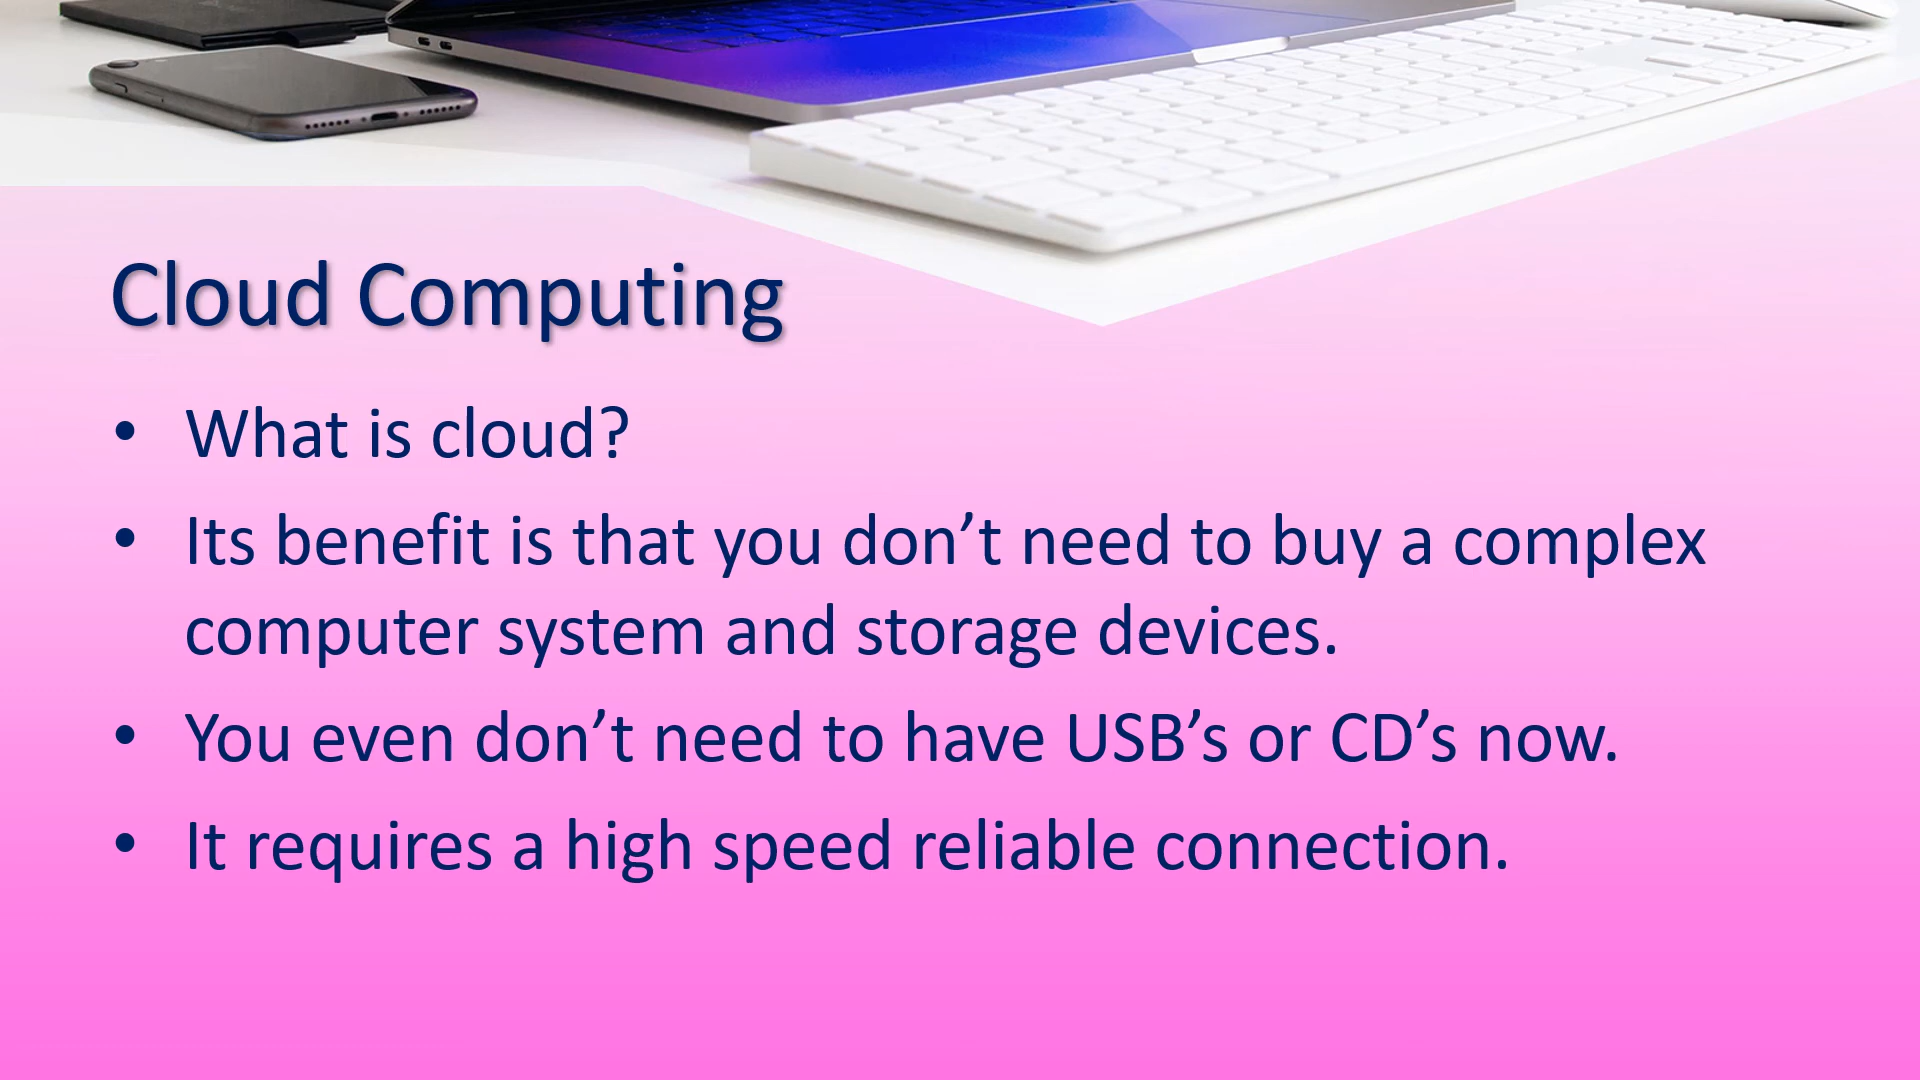 Cloud Computing
• What is cloud?
• Its benefit is that you don’t need to buy a complex
computer system and storage devices.
• You even don’t need to have USB’s or CD’s now.
• It requires a high speed reliable connection.